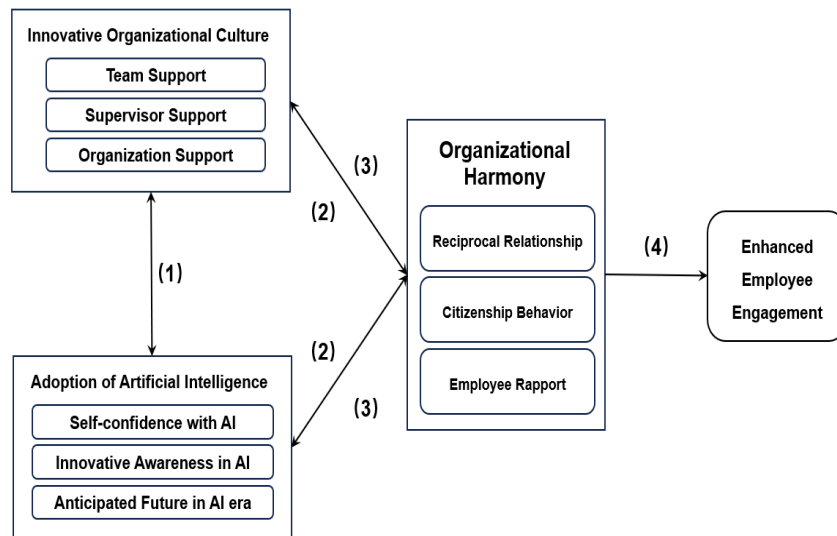 Innovative Organizational Culture
Team Support
Supervisor Support
Organization Support
(1)
Adoption of Artificial Intelligence
Self-confidence with AI
Innovative Awareness in AI
Anticipated Future in AI era
(3)
(2)
(2)
(3)
Organizational
Harmony
Reciprocal Relationship
Citizenship Behavior
Employee Rapport
(4)
Enhanced
Employee
Engagement